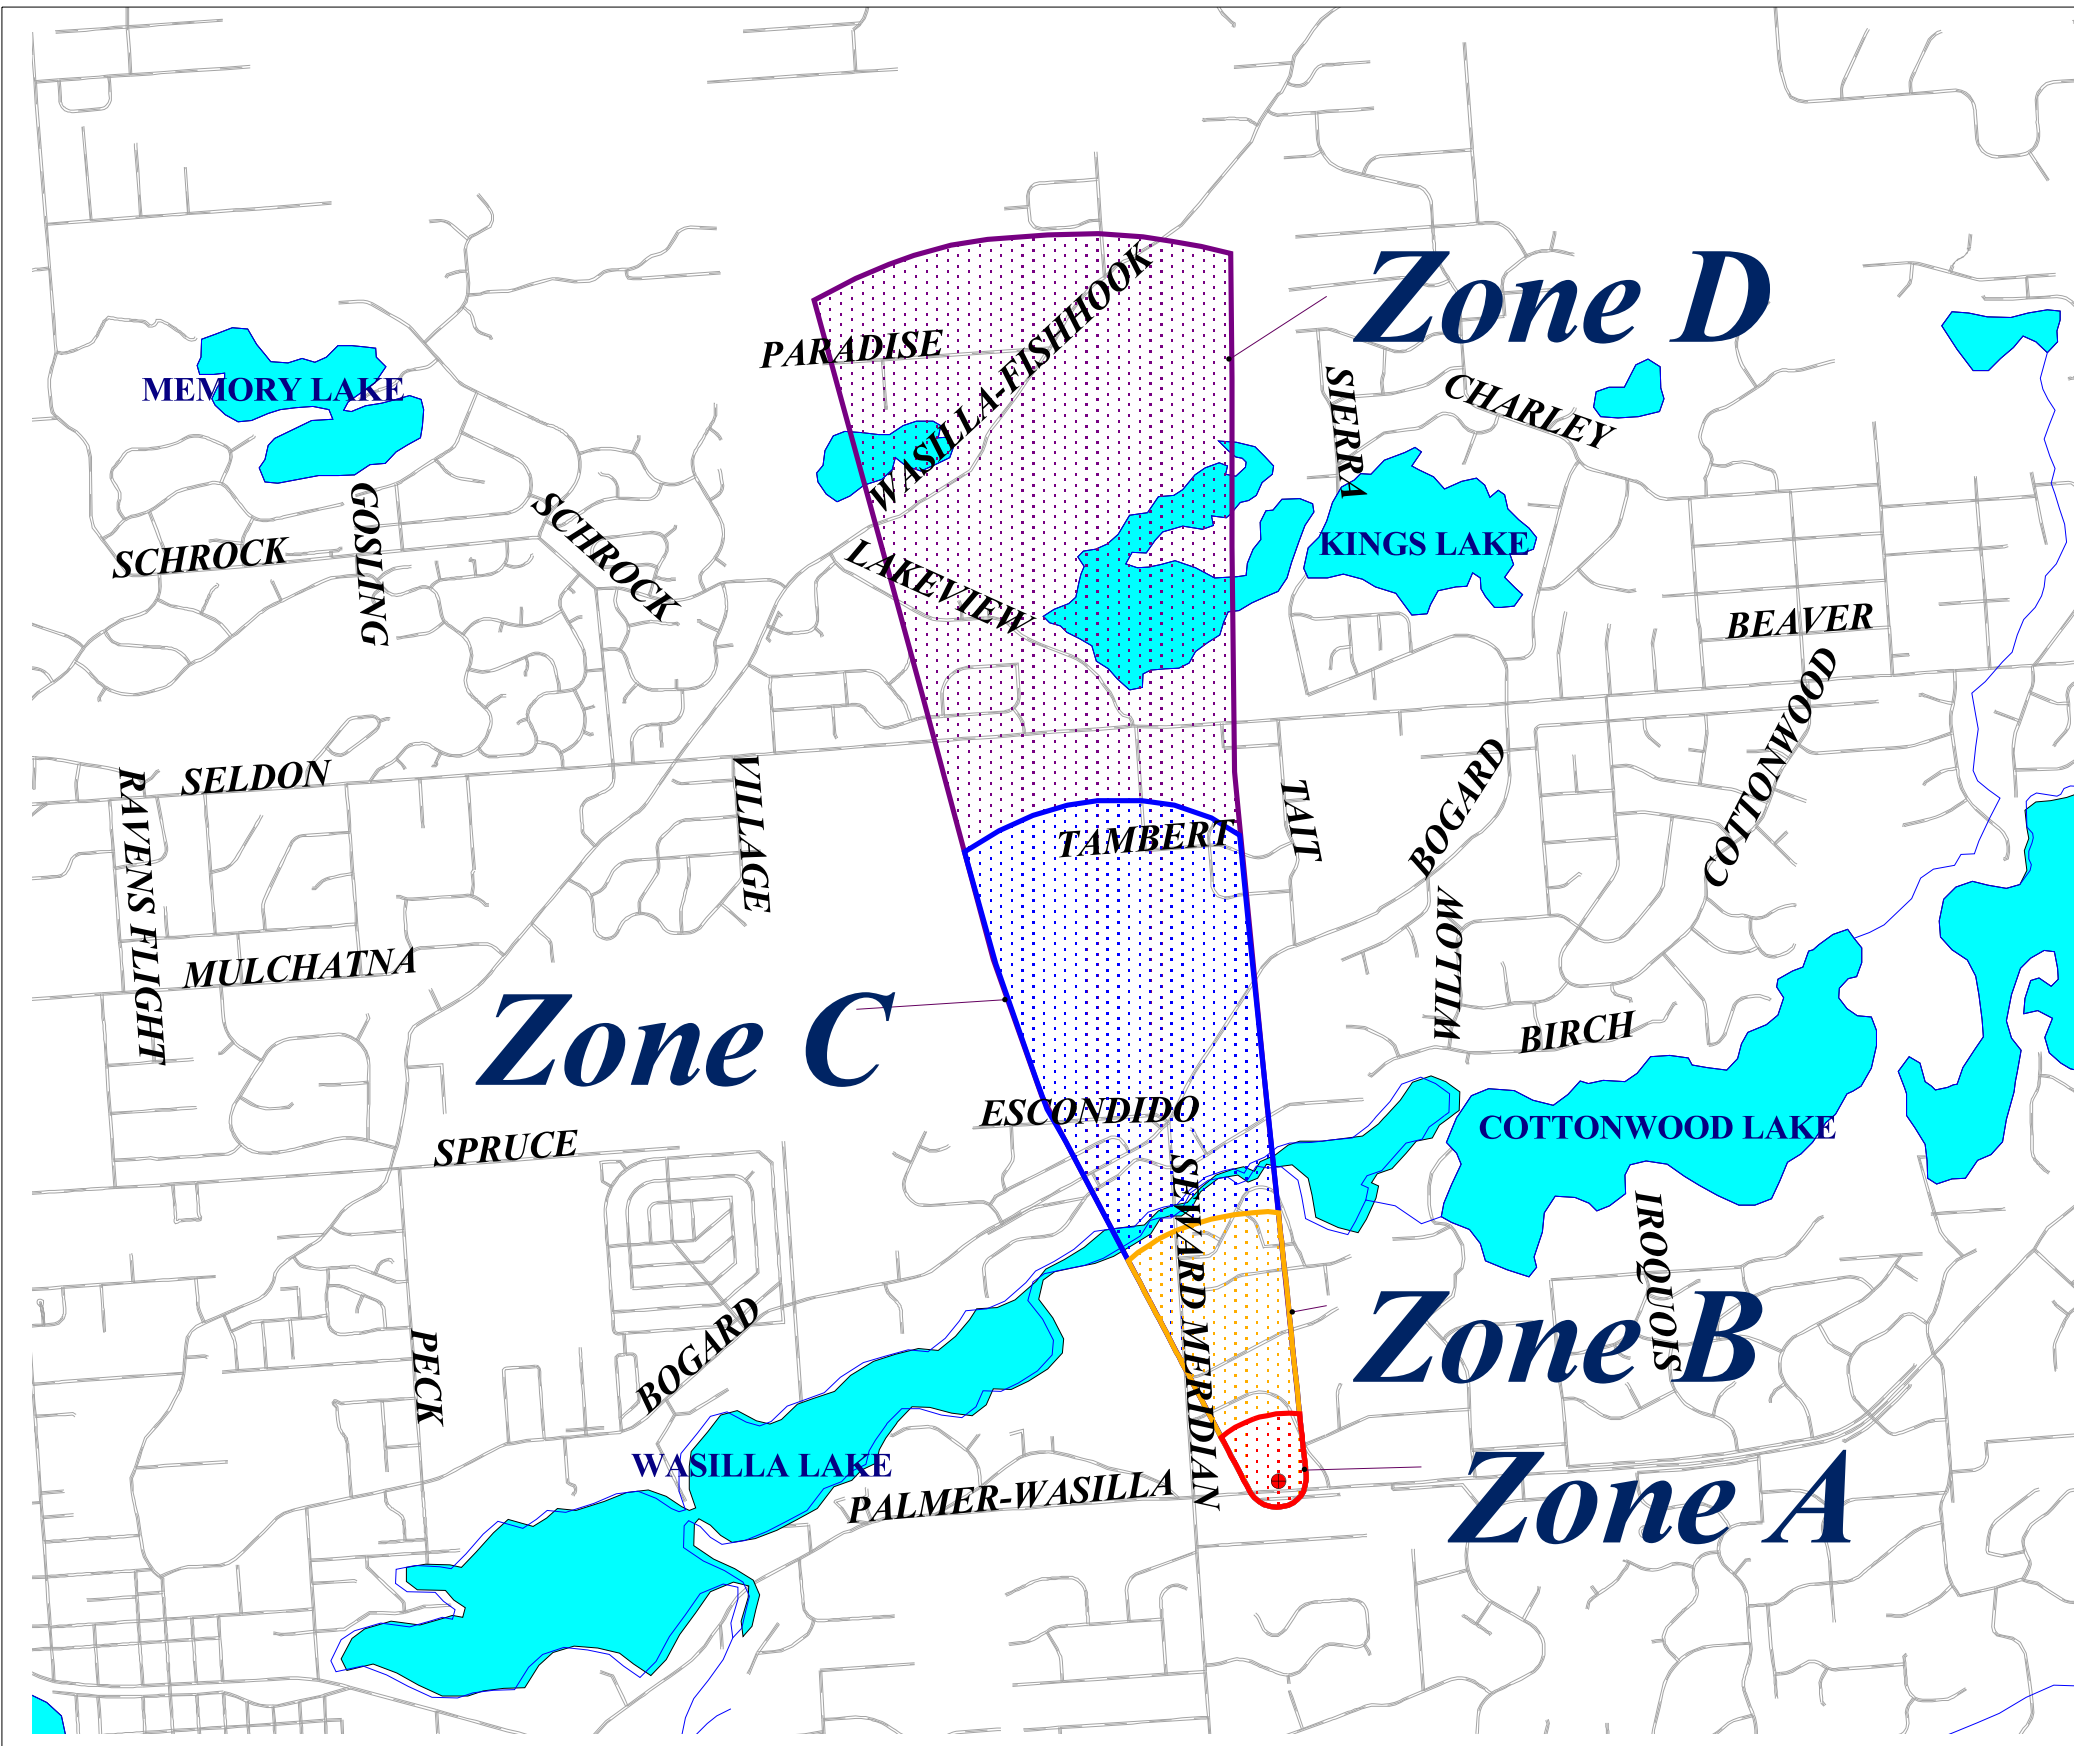 WASILLA-FISHHOOK
Zone D
PARADISE
MEMORY LAKE
SIERRA
CHARLEY
GOSLING
SCHROCK
SCHROCK
LAKEVIEW
KINGS LAKE
BEAVER
COTTONWOOD
SELDON
RAVENS FLIGHT
VILLAGE
TAMBERT
TAIT
BOGARD
WILLOW
MULCHATNA
Zone C
BIRCH
ESCONDIDO
COTTONWOOD LAKE
SPRUCE
SEWARD MERIDIAN
IROQUOIS
Zone B
PECK
BOGARD
WASILLA LAKE
PALMER-WASILLA
Zone A